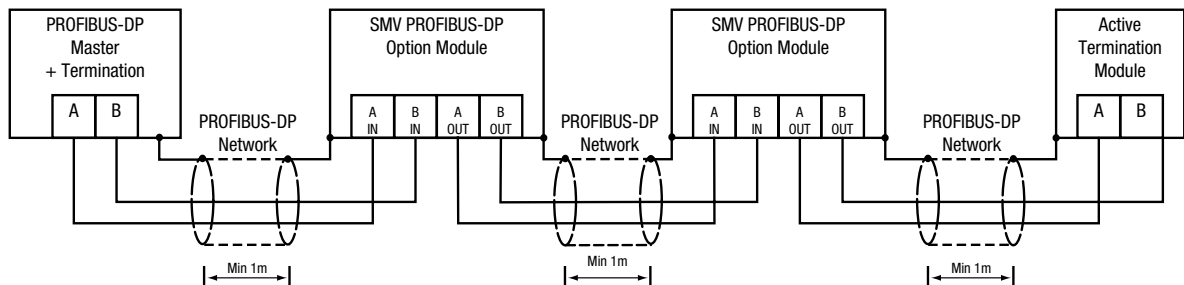 PROFIBUS-DP
Master
+ Termination
A B
PROFIBUS-DP
Network
Min 1m
SMV PROFIBUS-DP
Option Module
A IN B IN A OUT B OUT
PROFIBUS-DP
Network
Min 1m
SMV PROFIBUS-DP
Option Module
A IN B IN A OUT B OUT
PROFIBUS-DP
Network
Min 1m
Active
Termination
Module
A B